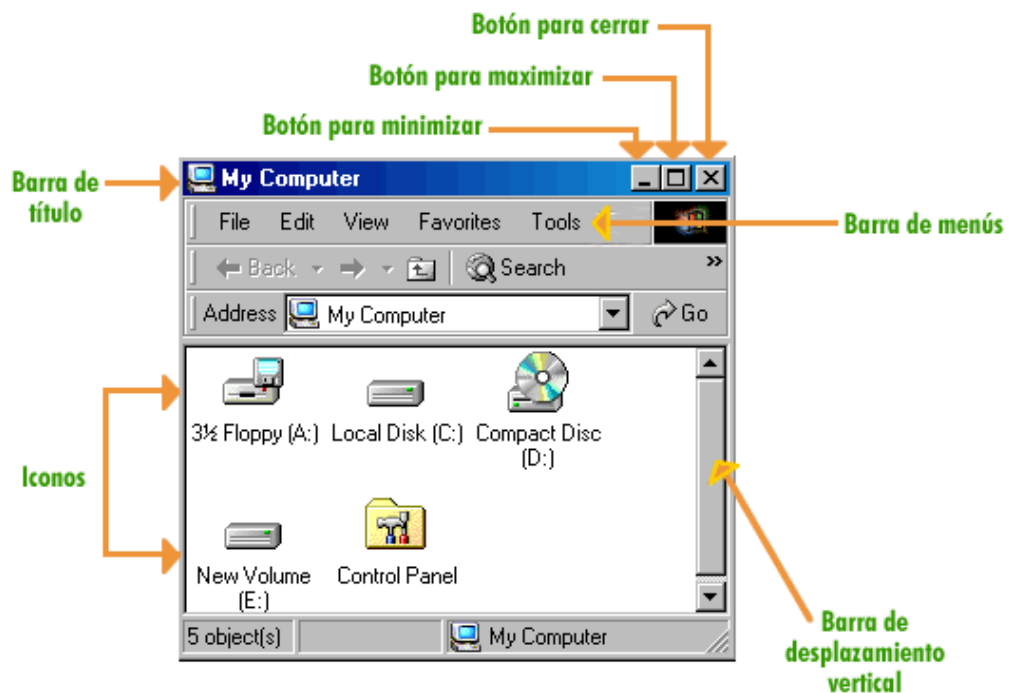 Botón para cerrar
Botón para maximizar
Botón para minimizar
Barra de
título
My Computer
File Edit View Favorites Tools
Barra de menús
Back Search »
Address My Computer Go
3½ Floppy (A:) Local Disk (C:) Compact Disc
(D:)
Iconos
New Volume Control Panel
(E:)
5 object(s) My Computer
Barra de
desplazamiento
vertical